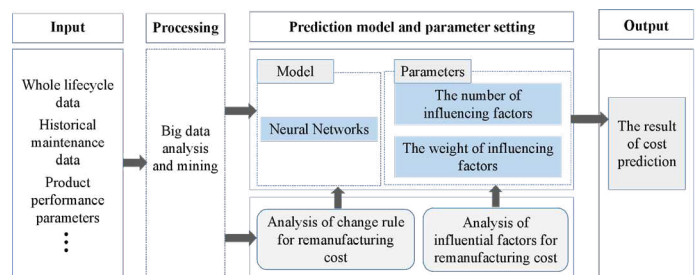 Input
Processing
Prediction model and parameter setting
Output
Whole lifecycle
data
Historical
maintenance
data
Product
performance
parameters
Big data
analysis
and mining
Model
Neural Networks
Parameters
The number of
influencing factors
The weight of influencing
factors
Analysis of change rule
for remanufacturing
cost
Analysis of
influential factors for
remanufacturing cost
The result
of cost
prediction